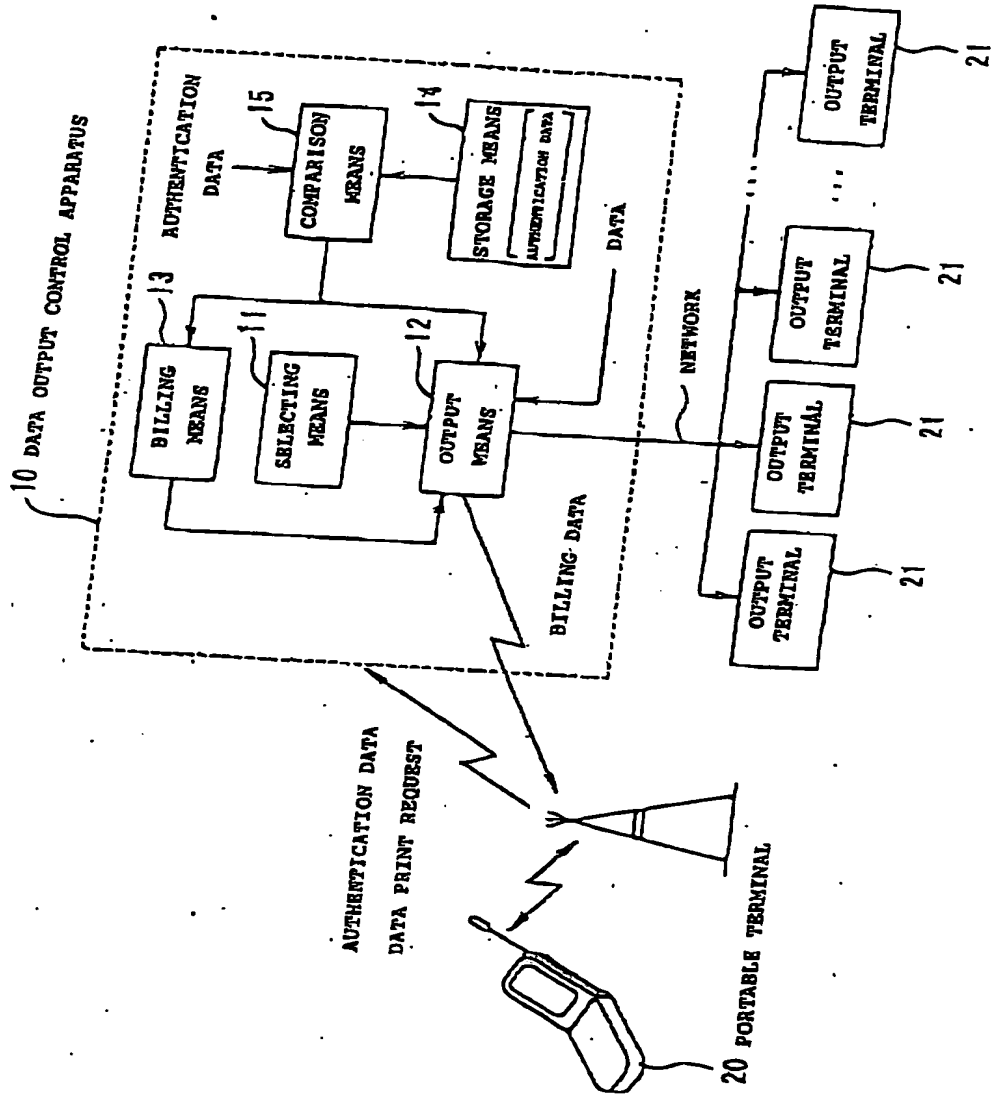 10 DATA OUTPUT CONTROL APPARATUS
AUTHENTICATION
DATA
13
BILLING
MEANS
11
SELECTING
MEANS
12
OUTPUT
MEANS
15
COMPARISON
MEANS
14
STORAGE MEANS
AUTHENTICATION DATA
DATA
BILLING DATA
NETWORK
AUTHENTICATION DATA
DATA PRINT REQUEST
20 PORTABLE TERMINAL
OUTPUT
TERMINAL
21
OUTPUT
TERMINAL
21
OUTPUT
TERMINAL
21
...
OUTPUT
TERMINAL
21